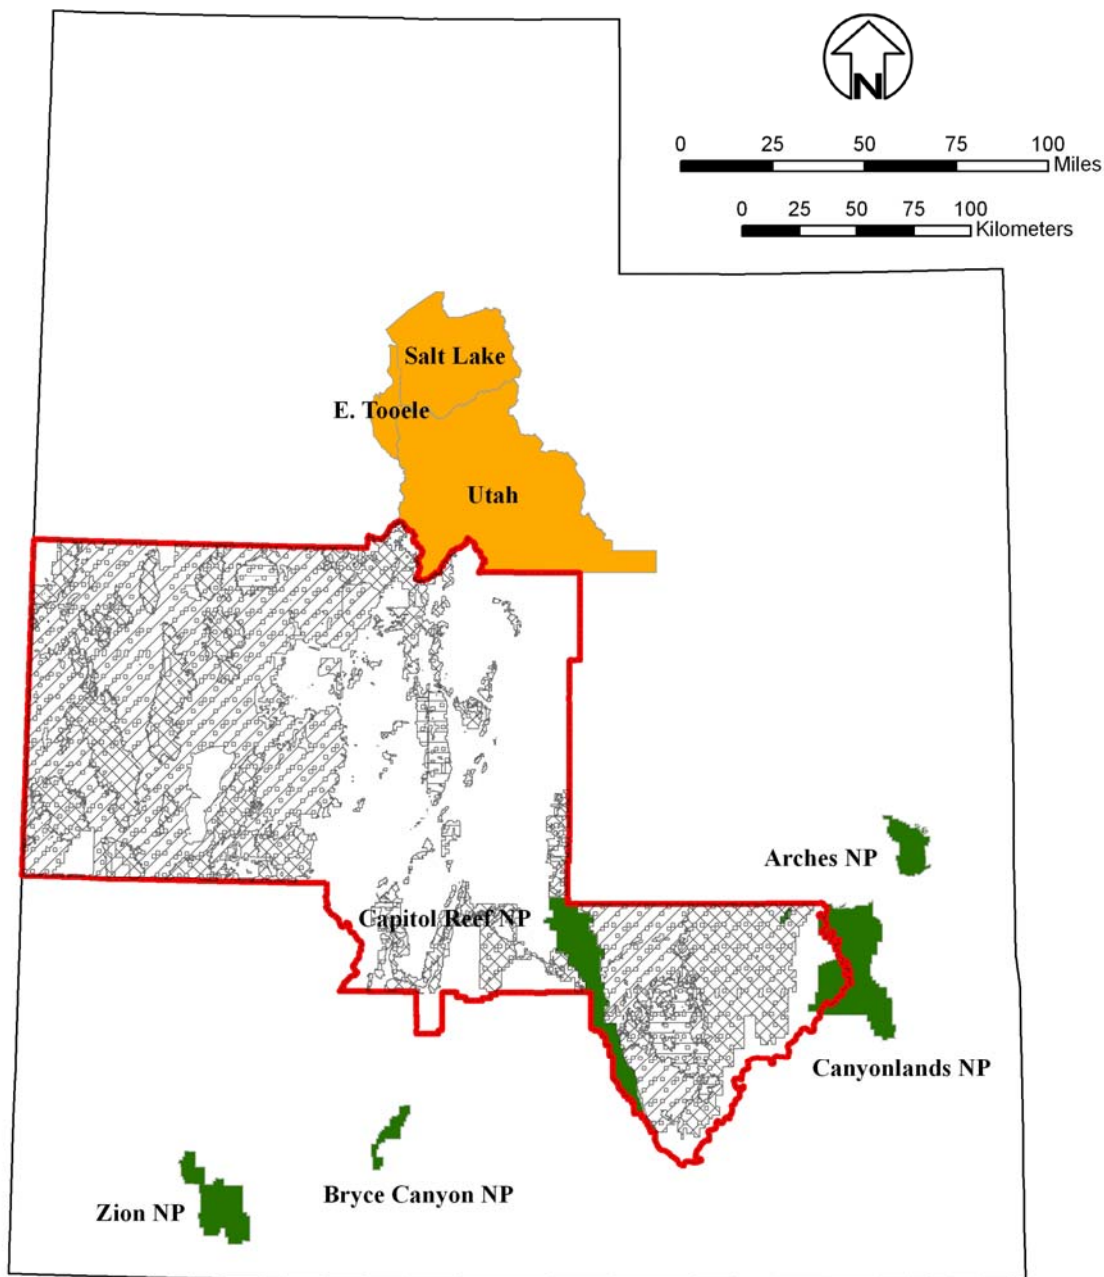 N
0 25 50 75 100
Miles
0 25 50 75 100
Kilometers
Salt Lake
E. Tooele
Utah
Arches NP
Capitol Reef NP
Canyonlands NP
Bryce Canyon NP
Zion NP